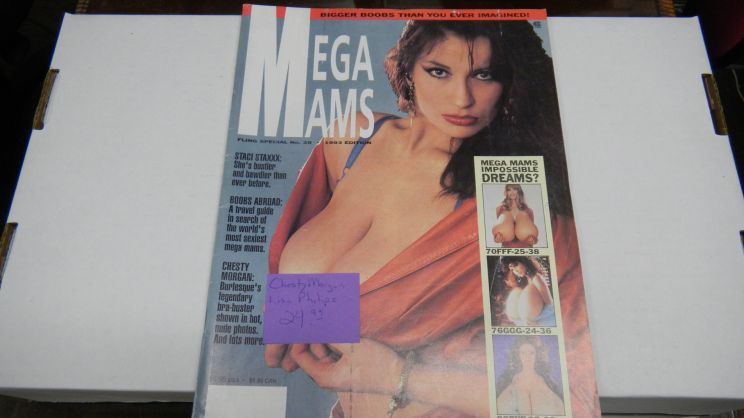 BIGGER BOOBS THAN YOU EVER IMAGINED!
MEGA
MAMS
FLING SPECIAL No. 25 • 1993 EDITION
STACI STAXXX:
She's bustier
and bawdier than
ever before.
BOOBS ABROAD:
A travel guide
in search of
the world's
most sexiest
mega mams.
CHESTY
MORGAN:
Burlesque's
legendary
bra-buster
shown in hot,
nude photos.
And lots more.
MEGA MAMS
IMPOSSIBLE
DREAMS?
70FFF-25-38
76GGG-24-36
Chesty Morgan
Lisa Phillips
24.99